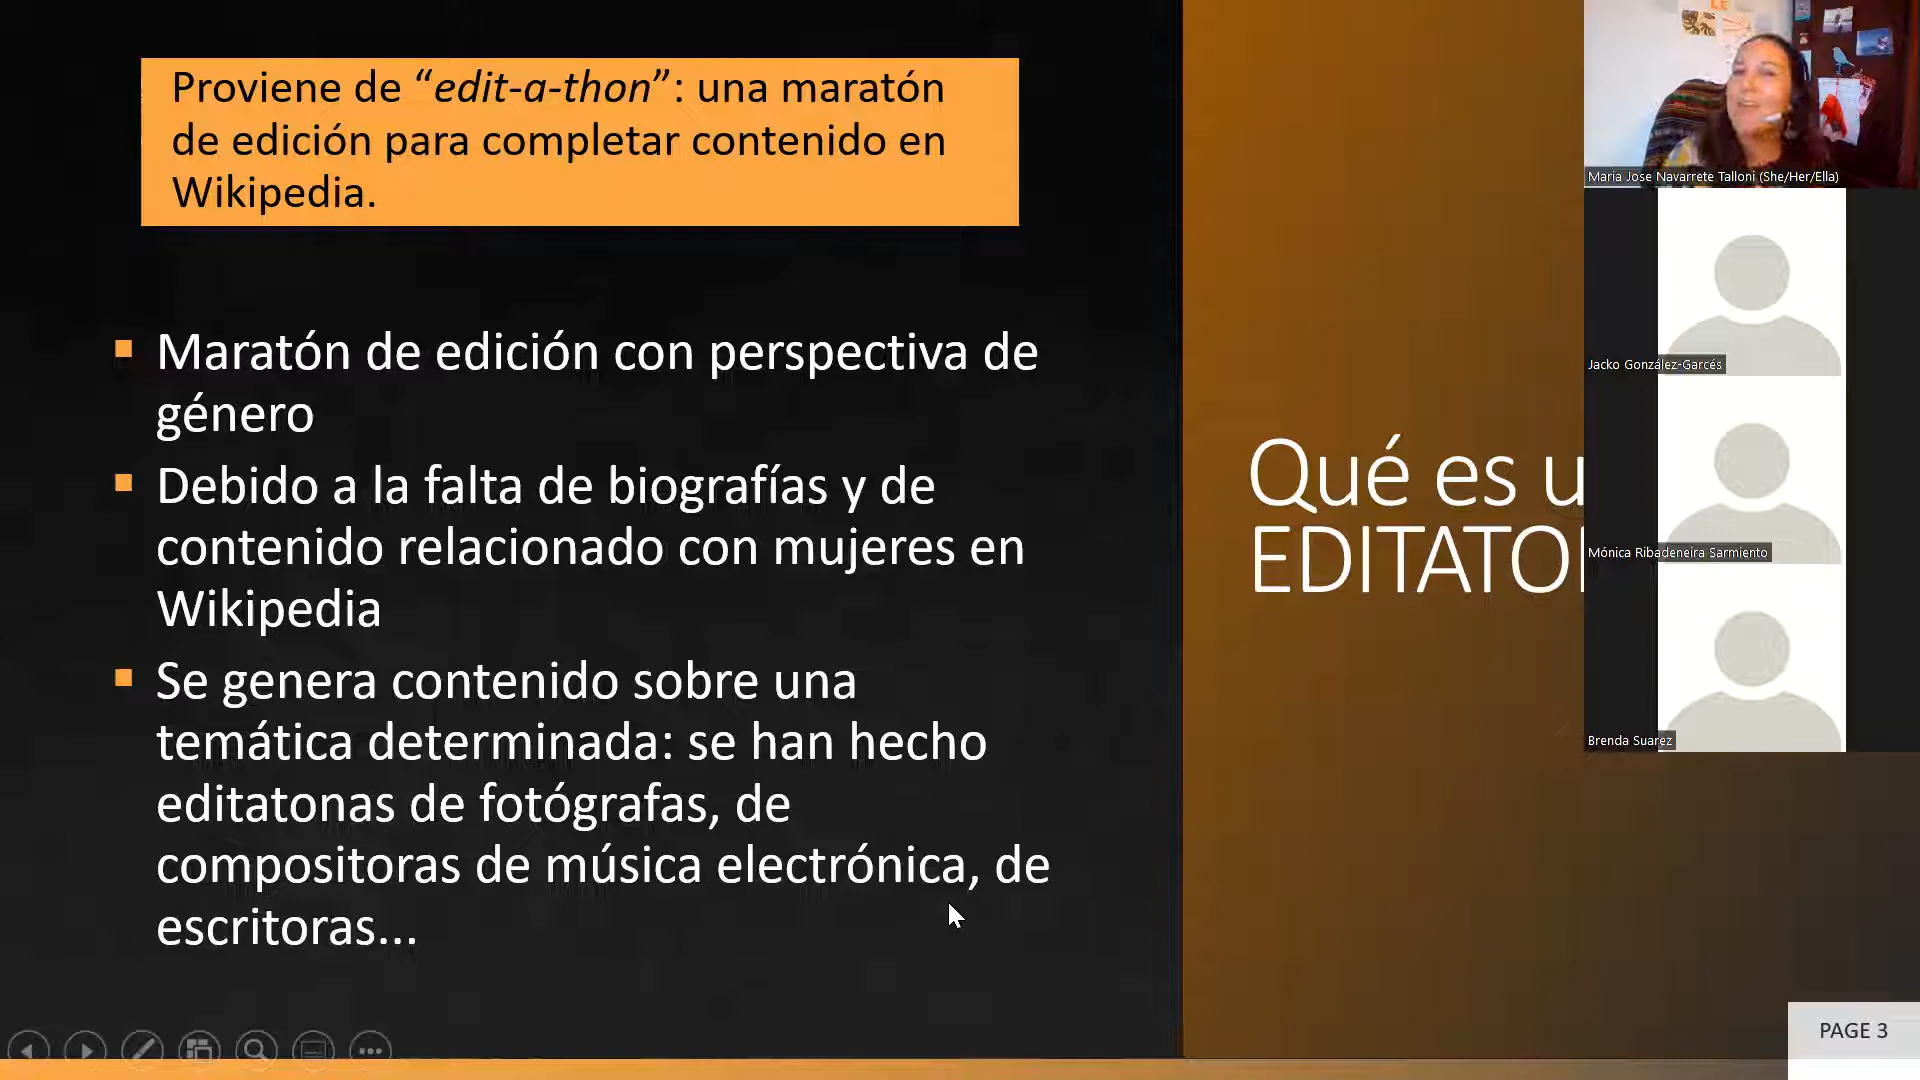 Proviene de “edit-a-thon”: una maratón
de edición para completar contenido en
Wikipedia.
Maratón de edición con perspectiva de
género
Debido a la falta de biografías y de
contenido relacionado con mujeres en
Wikipedia
Se genera contenido sobre una
temática determinada: se han hecho
editatonas de fotógrafas, de
compositoras de música electrónica, de
escritoras...
Qué es u
EDITATO
Maria Jose Navarrete Talloni (She/Her/Ella)
Jacko González-Garcés
Mónica Ribadeneira Sarmiento
Brenda Suarez
PAGE 3